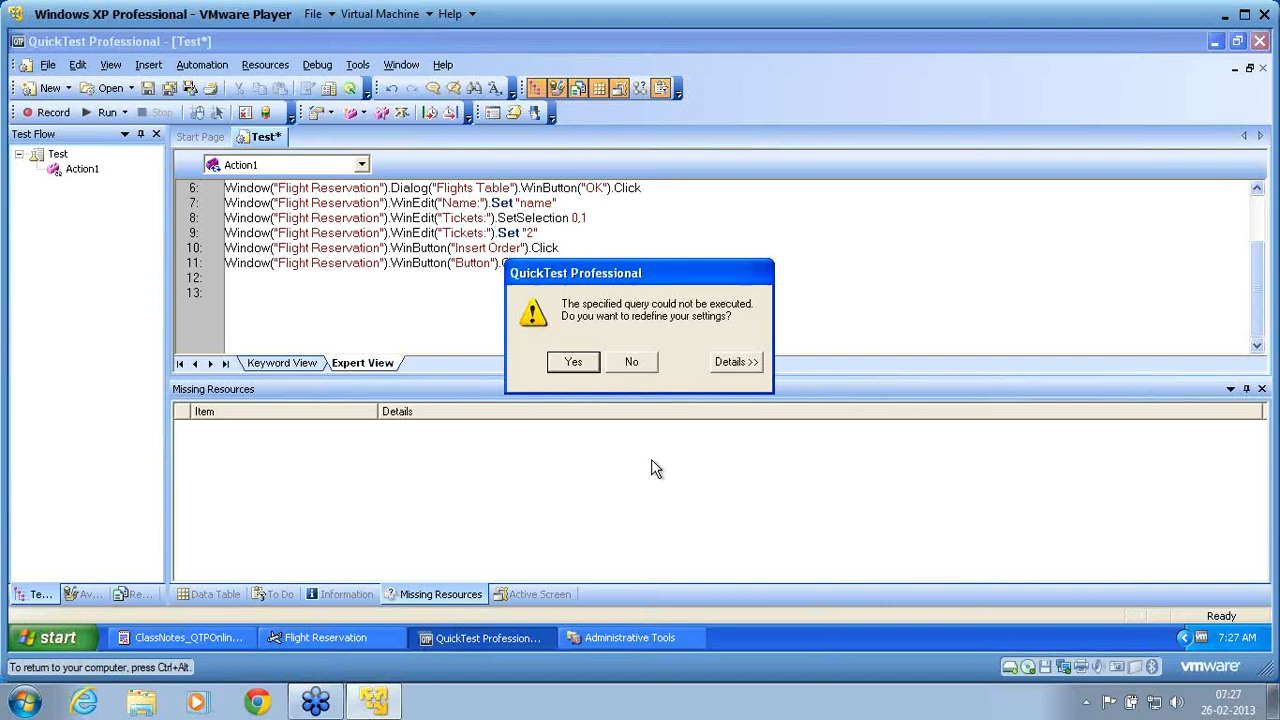 Windows XP Professional - VMware Player File Virtual Machine Help
QuickTest Professional - [Test*]
File Edit View Insert Automation Resources Debug Tools Window Help
New Open
Record Run Stop
Test Flow
Start Page Test*
Test
Action1
Action1
6: Window("Flight Reservation").Dialog("Flights Table").WinButton("OK").Click
7: Window("Flight Reservation").WinEdit("Name:").Set "name"
8: Window("Flight Reservation").WinEdit("Tickets:").SetSelection 0,1
9: Window("Flight Reservation").WinEdit("Tickets:").Set "2"
10: Window("Flight Reservation").WinButton("Insert Order").Click
11: Window("Flight Reservation").WinButton("Button").
12:
13:
QuickTest Professional
The specified query could not be executed.
Do you want to redefine your settings?
Yes No Details >>
Keyword View Expert View
Missing Resources
Item Details
Te... Av... Re... Data Table To Do Information Missing Resources Active Screen
Ready
start ClassNotes_QTPOnlin... Flight Reservation QuickTest Profession... Administrative Tools 7:27 AM
To return to your computer, press Ctrl+Alt. vmware
07:27
26-02-2013